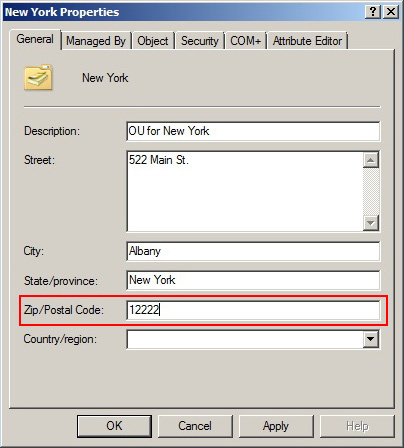 New York Properties
General Managed By Object Security COM+ Attribute Editor
New York
Description: OU for New York
Street: 522 Main St.
City: Albany
State/province: New York
Zip/Postal Code: 12222
Country/region:
OK Cancel Apply Help